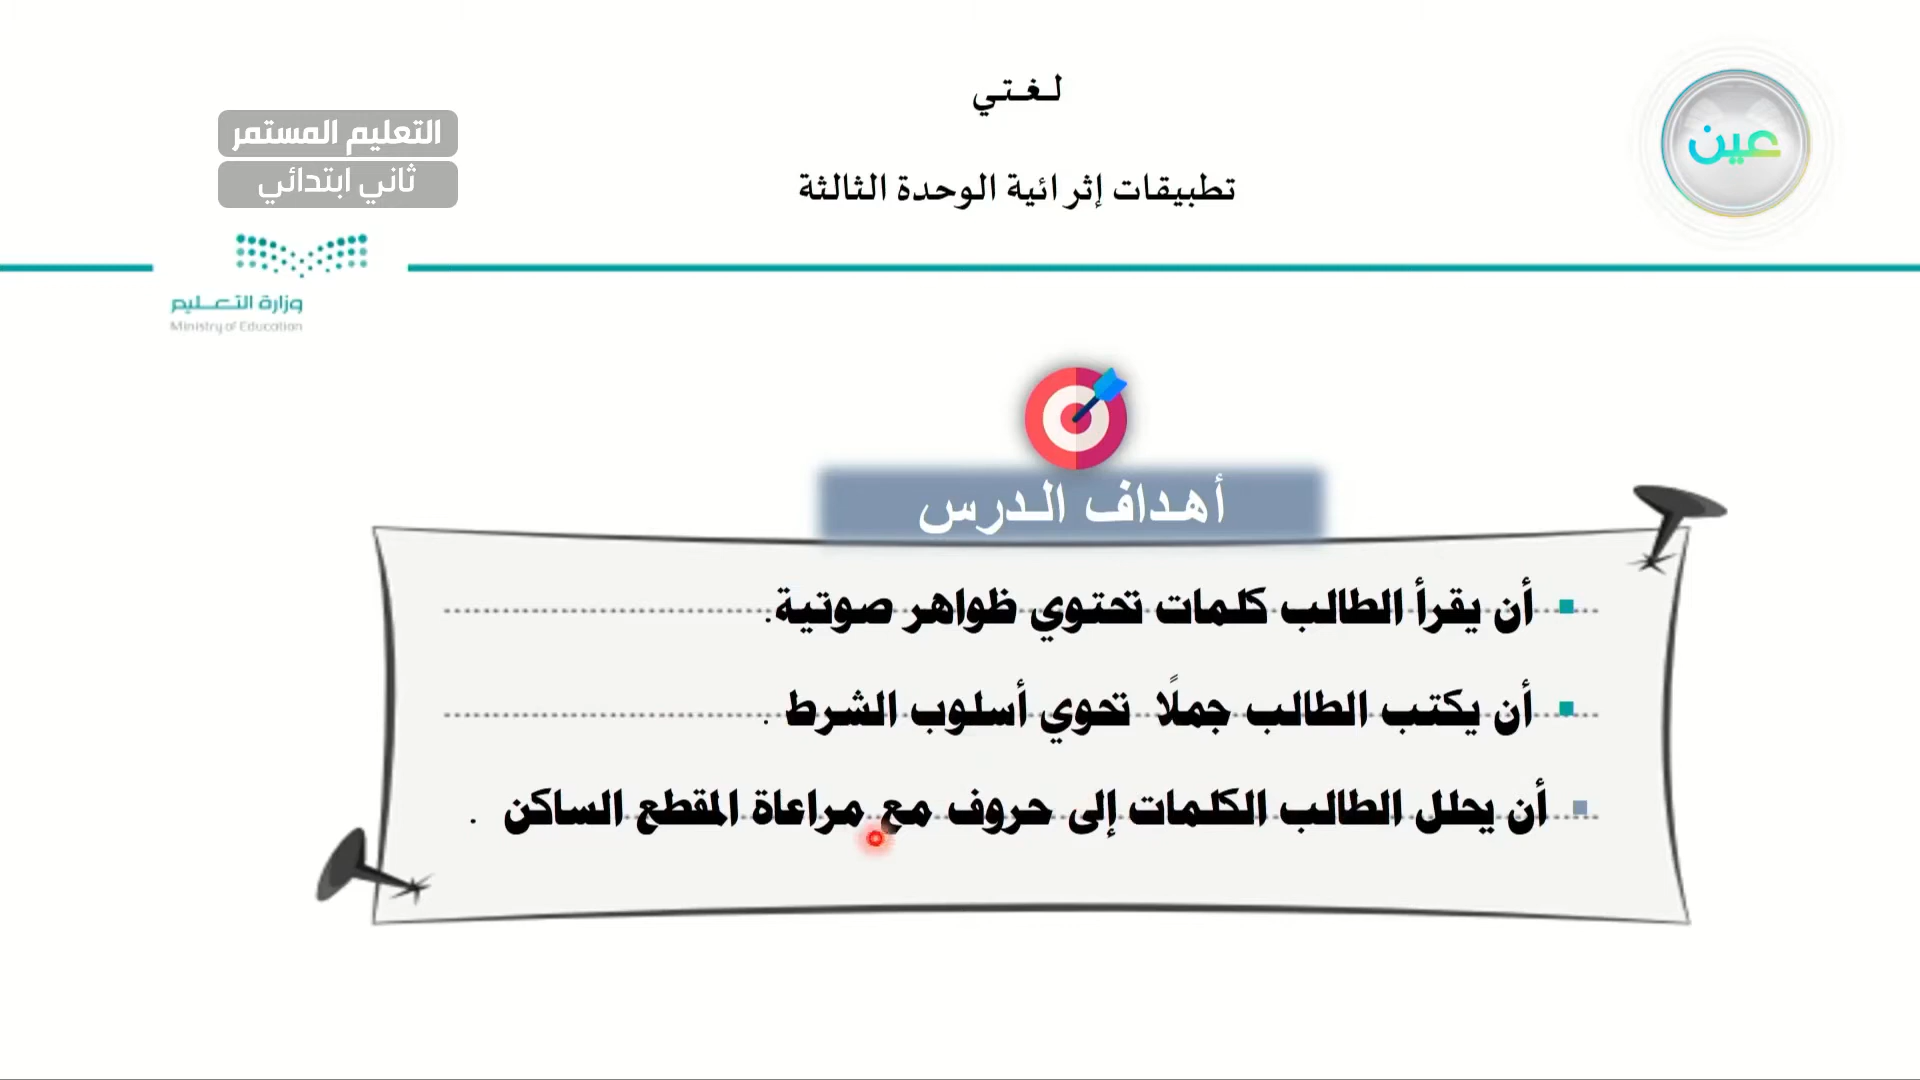 لغتي
تطبيقات إثرائية الوحدة الثالثة
عين
التعليم المستمر
ثاني ابتدائي
وزارة التعليم
Ministry of Education
أهداف الدرس
أن يقرأ الطالب كلمات تحتوي ظواهر صوتية.
أن يكتب الطالب جملًا تحوي أسلوب الشرط .
أن يحلل الطالب الكلمات إلى حروف مع مراعاة المقطع الساكن .